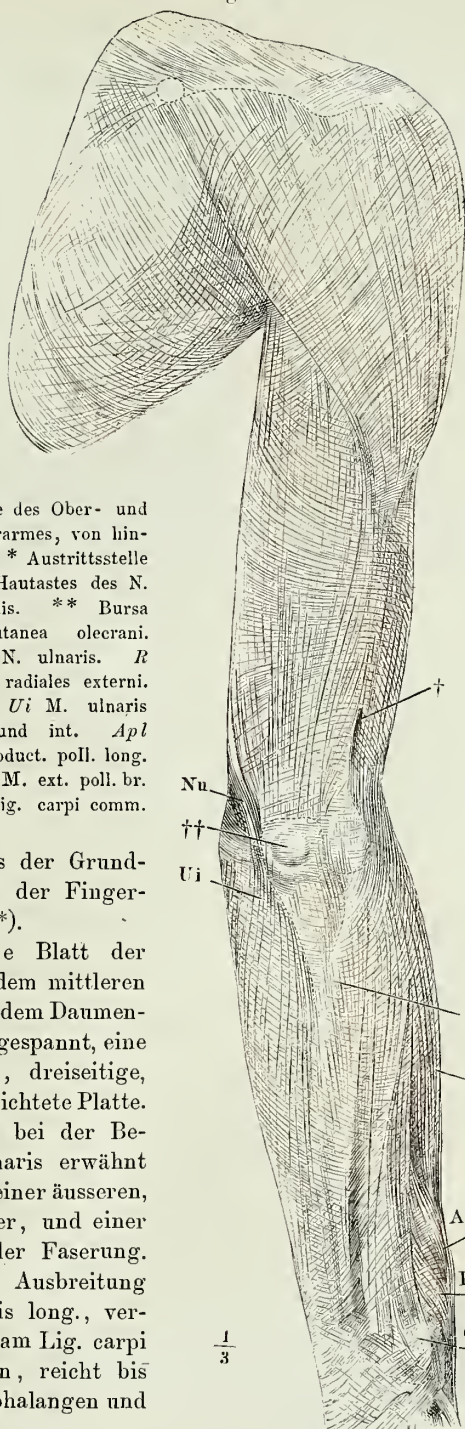 e des Ober- und
armes, von hin-
* Austrittsstelle
Hautastes des N.
is. ** Bursa
tanea olecrani.
N. ulnaris. R
radiales externi.
Ui M. ulnaris
und int. Apl
duct. poll. long.
M. ext. poll. br.
ig. carpi comm.
†
Nu
††
Ui
s der Grund-
der Finger-
*).
e Blatt der
dem mittleren
dem Daumen-
gespannt, eine
, dreiseitige,
ichtete Platte.
bei der Be-
naris erwähnt
einer äusseren,
er, und einer
der Faserung.
Ausbreitung
is long., ver-
am Lig. carpi
n, reicht bis
phalangen und
A
1/3